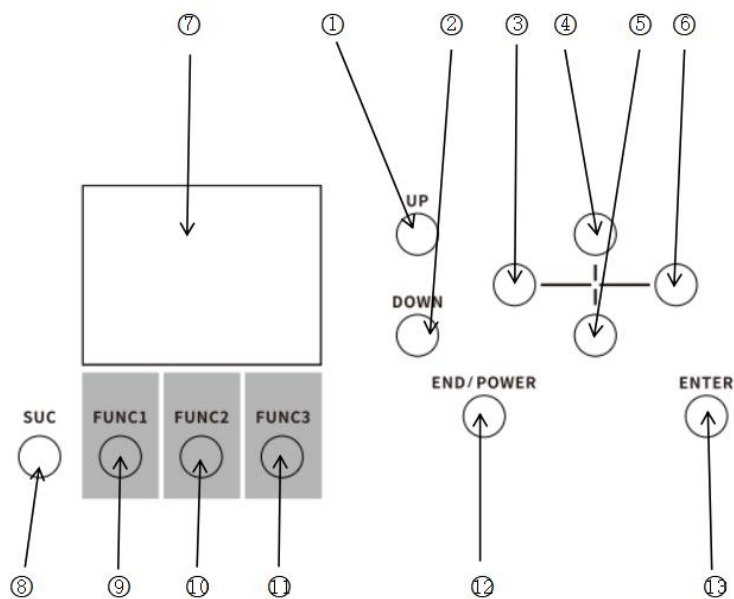 ⑦ ① ② ③ ④ ⑤ ⑥
UP
DOWN
END/POWER ENTER
SUC FUNC1 FUNC2 FUNC3
⑧ ⑨ ⑩ ⑪ ⑫ ⑬